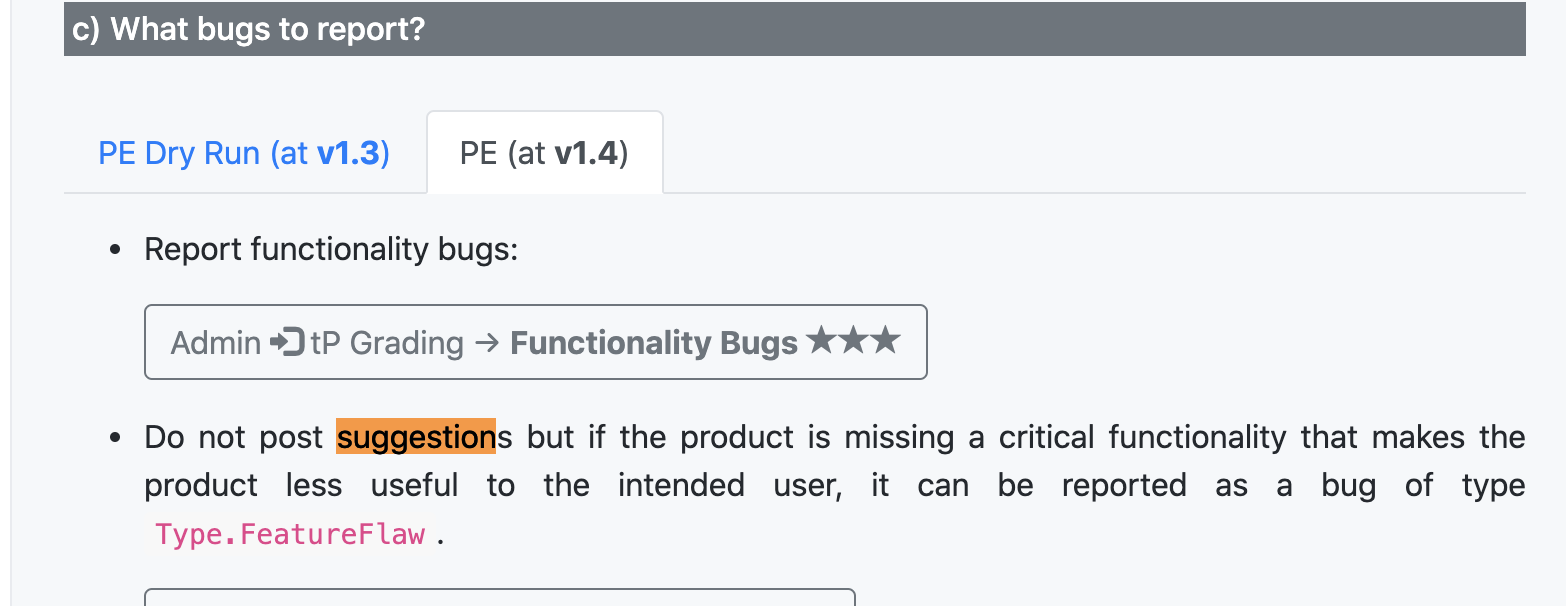 c) What bugs to report?
PE Dry Run (at v1.3)
PE (at v1.4)
Report functionality bugs:
Admin tP Grading → Functionality Bugs ★★★
Do not post suggestions but if the product is missing a critical functionality that makes the
product less useful to the intended user, it can be reported as a bug of type
Type.FeatureFlaw .